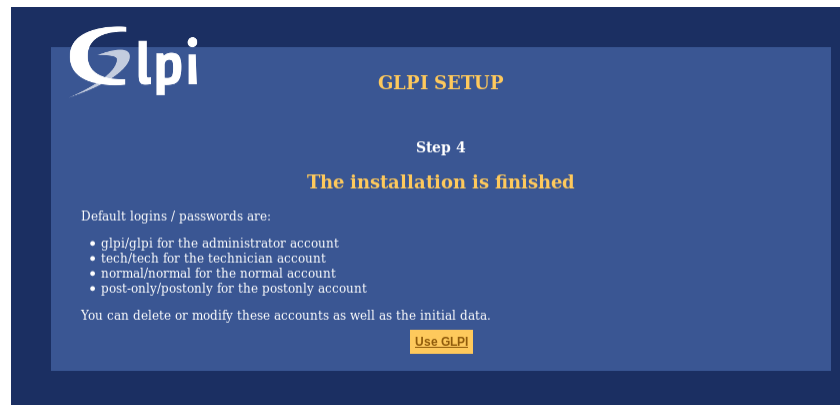 Glpi
GLPI SETUP
Step 4
The installation is finished
Default logins / passwords are:
• glpi/glpi for the administrator account
• tech/tech for the technician account
• normal/normal for the normal account
• post-only/postonly for the postonly account
You can delete or modify these accounts as well as the initial data.
Use GLPI